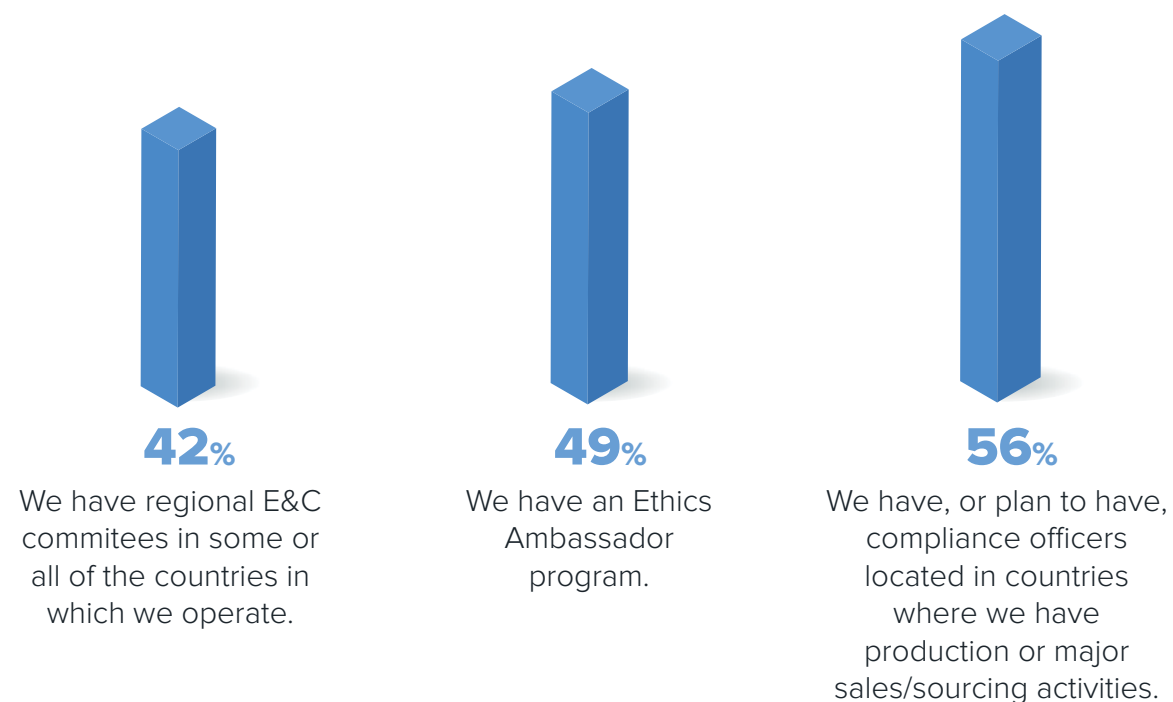 42%
We have regional E&C
commitees in some or
all of the countries in
which we operate.
49%
We have an Ethics
Ambassador
program.
56%
We have, or plan to have,
compliance officers
located in countries
where we have
production or major
sales/sourcing activities.